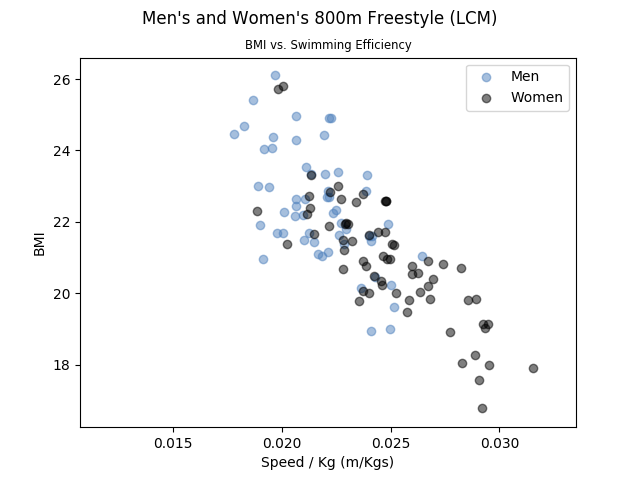 Men's and Women's 800m Freestyle (LCM)
BMI vs. Swimming Efficiency
Men
Women
26
24
22
20
18
BMI
0.015 0.020 0.025 0.030
Speed / Kg (m/Kgs)